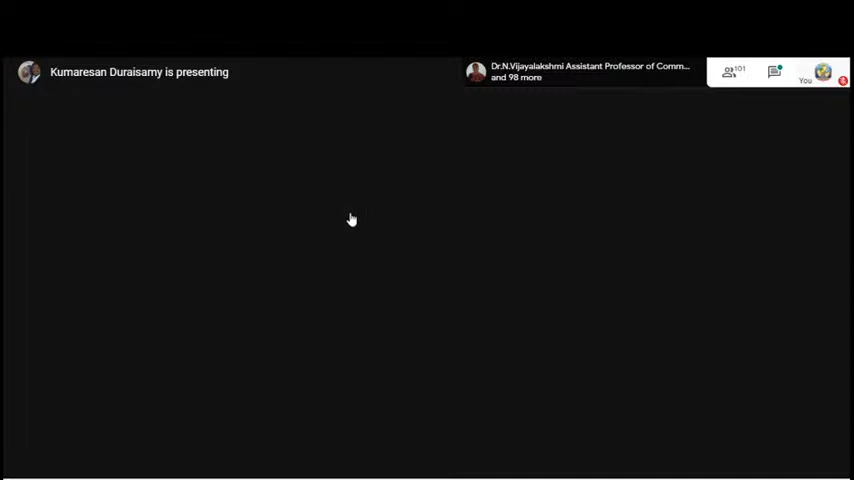 Kumaresan Duraisamy is presenting
Dr.N.Vijayalakshmi Assistant Professor of Comm...
and 98 more
101
You